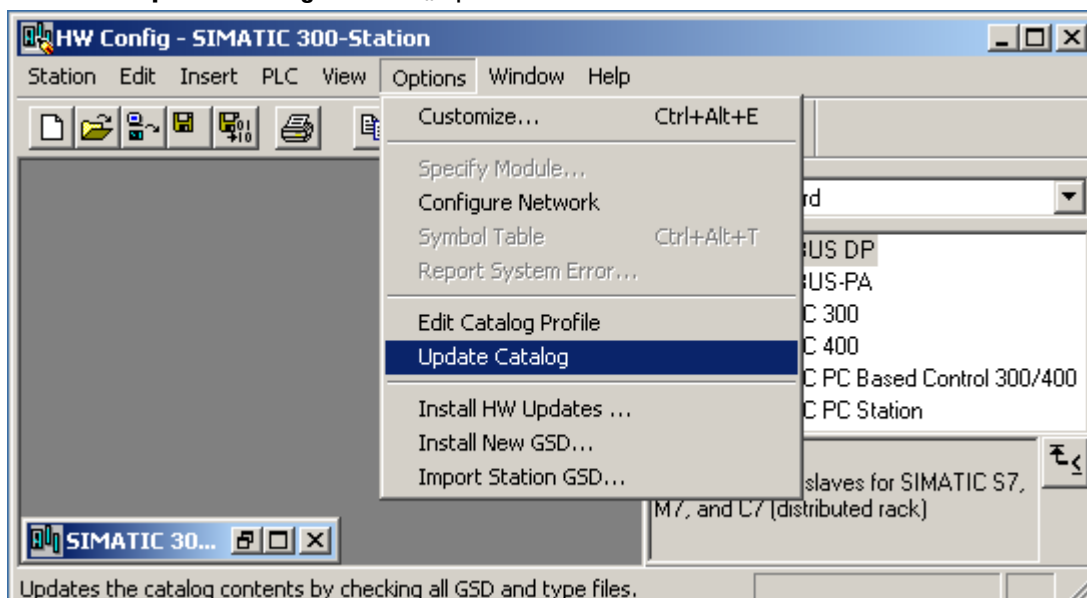 HW Config - SIMATIC 300-Station
Station Edit Insert PLC View Options Window Help
Customize... Ctrl+Alt+E
Specify Module...
Configure Network
Symbol Table Ctrl+Alt+T
Report System Error...
Edit Catalog Profile
Update Catalog
Install HW Updates ...
Install New GSD...
Import Station GSD...
rd
US DP
US-PA
C 300
C 400
C PC Based Control 300/400
C PC Station
slaves for SIMATIC S7,
M7, and C7 (distributed rack)
SIMATIC 30...
Updates the catalog contents by checking all GSD and type files.